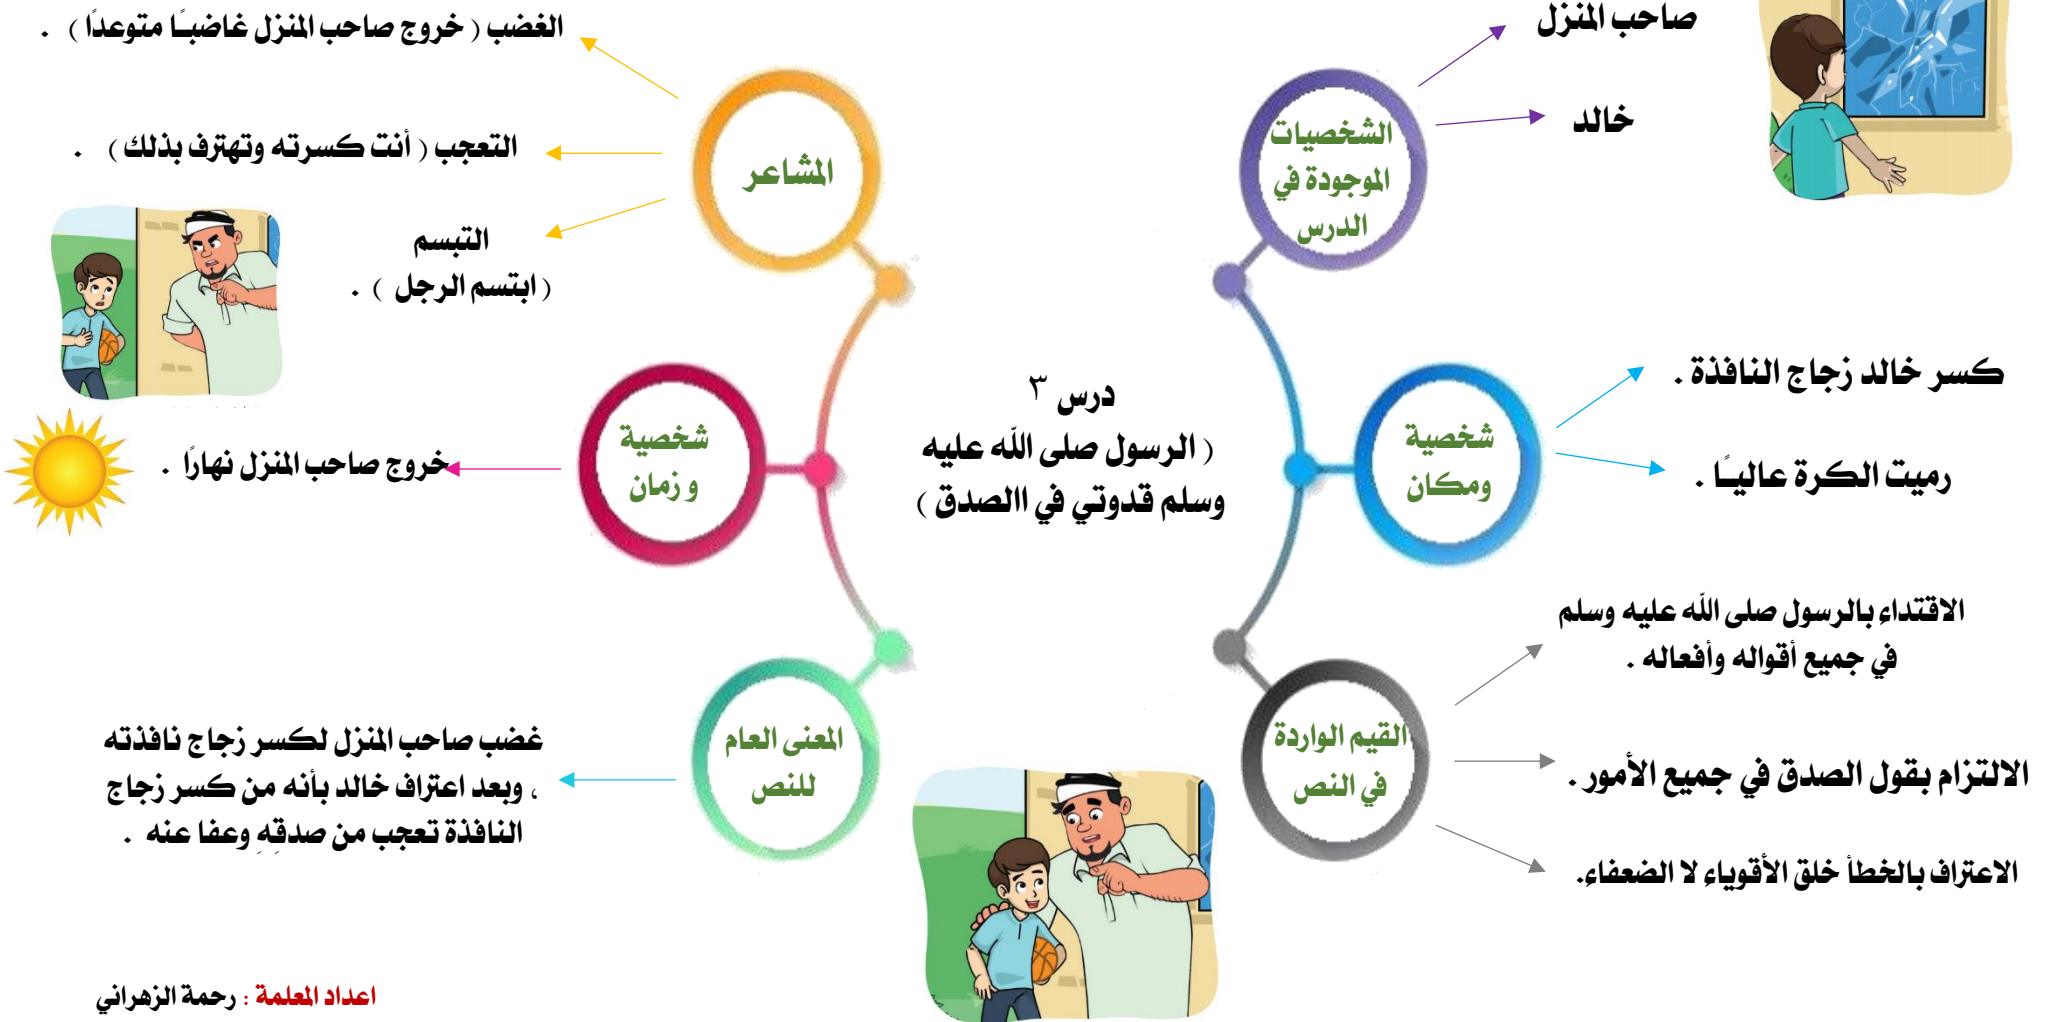 صاحب المنزل
خالد
الشخصيات
الموجودة في
الدرس
الغضب ( خروج صاحب المنزل غاضبًا متوعدًا ) .
التعجب ( أنت كسرته وتهترف بذلك ) .
التبسم
( ابتسم الرجل ) .
المشاعر
درس ٣
( الرسول صلى الله عليه
وسلم قدوتي في االصدق )
كسر خالد زجاج النافذة .
رميت الكرة عاليًا .
شخصية
ومكان
شخصية
و زمان
خروج صاحب المنزل نهارًا .
الاقتداء بالرسول صلى الله عليه وسلم
في جميع أقواله وأفعاله .
الالتزام بقول الصدق في جميع الأمور .
الاعتراف بالخطأ خلق الأقوياء لا الضعفاء.
القيم الواردة
في النص
المعنى العام
للنص
غضب صاحب المنزل لكسر زجاج نافذته
، وبعد اعتراف خالد بأنه من كسر زجاج
النافذة تعجب من صدقِهِ وعفا عنه .
اعداد المعلمة : رحمة الزهراني